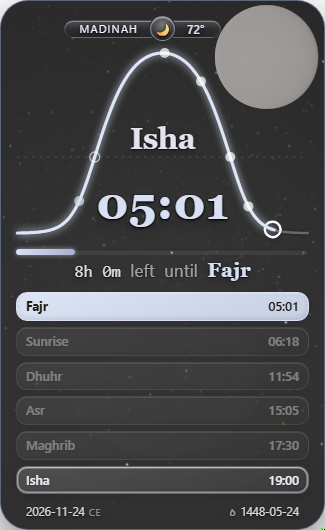 MADINAH 72°
Isha
05:01
8h 0m left until Fajr
Fajr 05:01
Sunrise 06:18
Dhuhr 11:54
Asr 15:05
Maghrib 17:30
Isha 19:00
2026-11-24 CE 1448-05-24